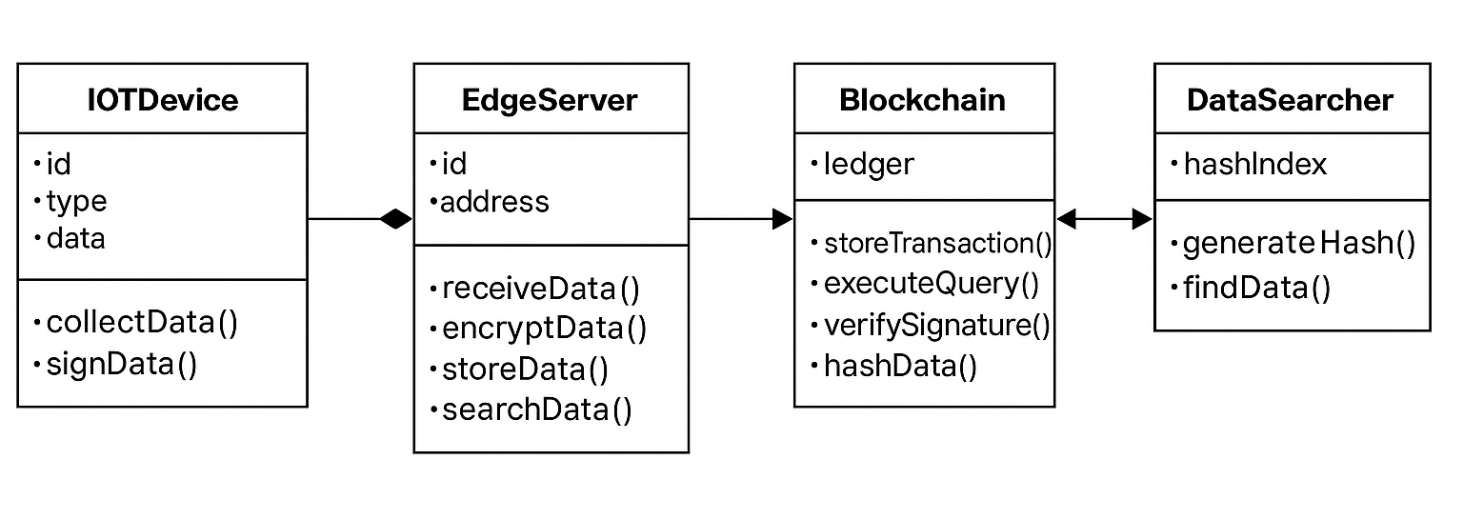 IOTDevice
•id
•type
•data
•collectData()
•signData()
EdgeServer
•id
•address
•receiveData()
•encryptData()
•storeData()
•searchData()
Blockchain
•ledger
•storeTransaction()
•executeQuery()
•verifySignature()
•hashData()
DataSearcher
•hashIndex
•generateHash()
•findData()